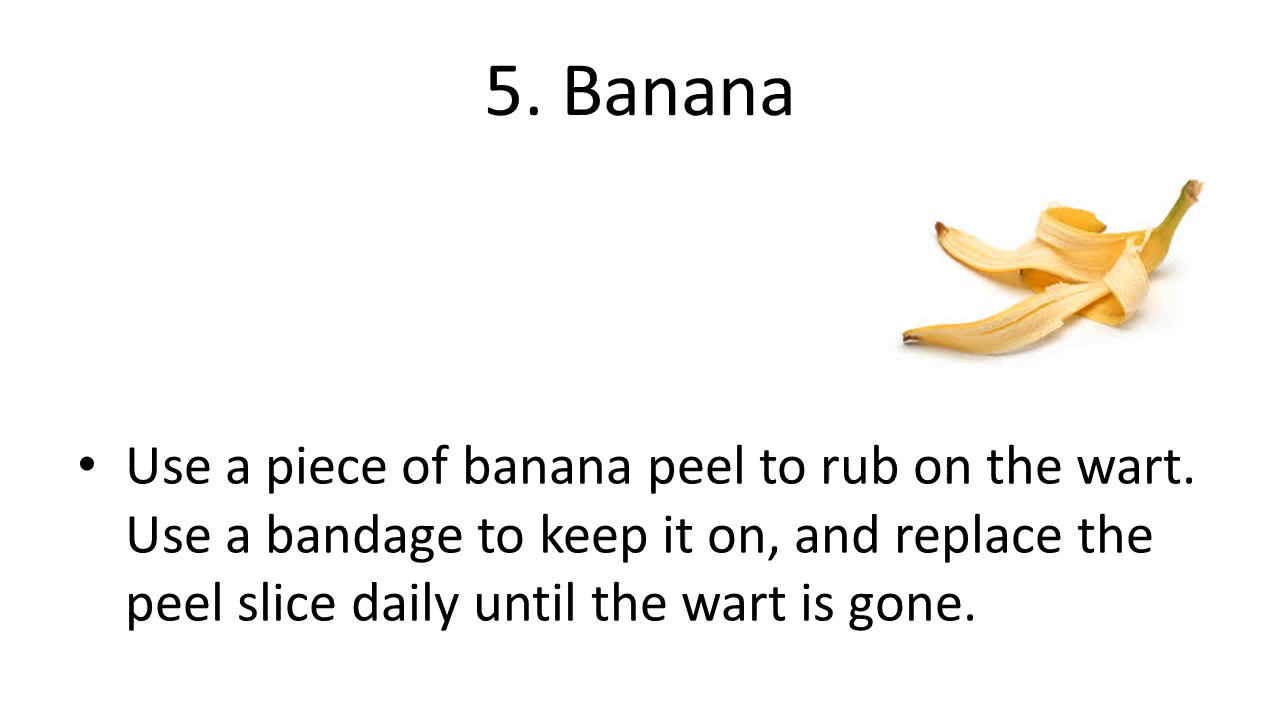 5. Banana
• Use a piece of banana peel to rub on the wart.
Use a bandage to keep it on, and replace the
peel slice daily until the wart is gone.